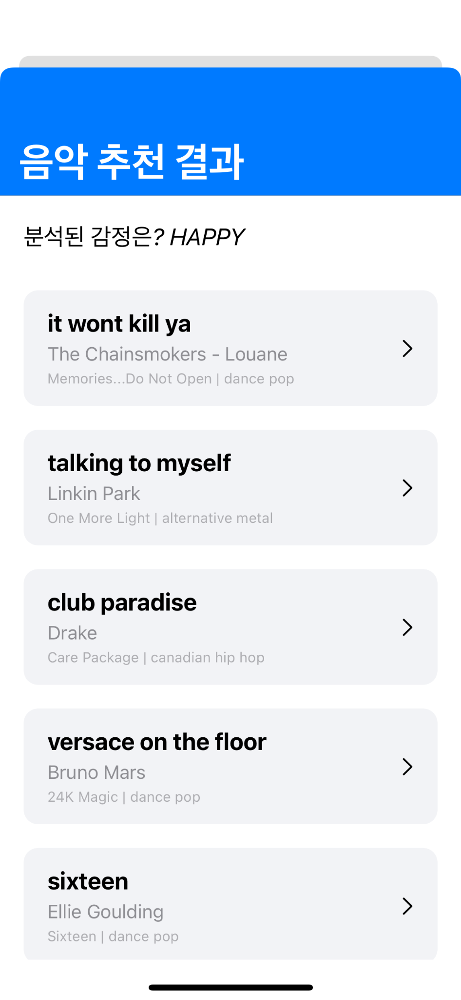 음악 추천 결과
분석된 감정은? HAPPY
it wont kill ya
The Chainsmokers - Louane
Memories...Do Not Open | dance pop
talking to myself
Linkin Park
One More Light | alternative metal
club paradise
Drake
Care Package | canadian hip hop
versace on the floor
Bruno Mars
24K Magic | dance pop
sixteen
Ellie Goulding
Sixteen | dance pop